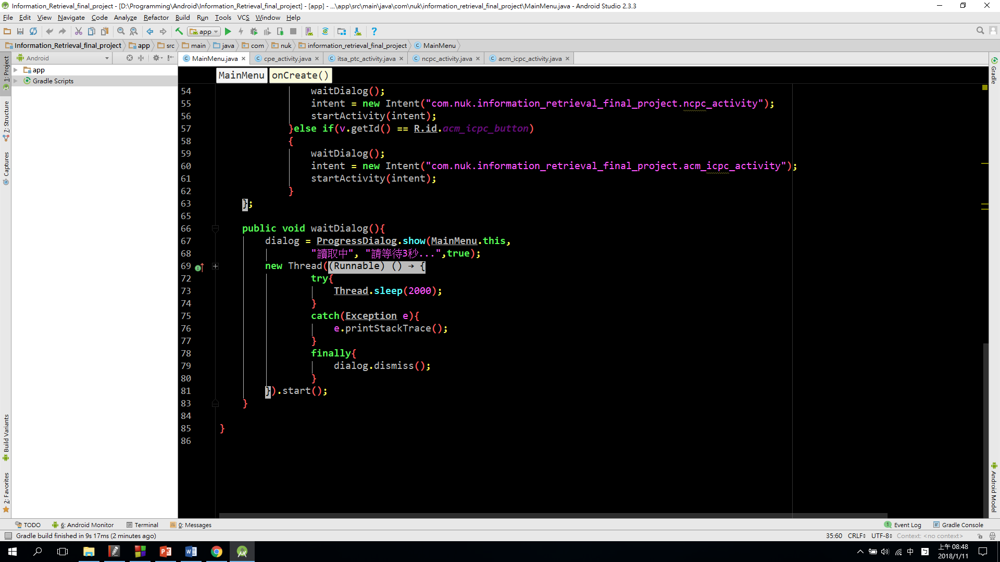 Information_Retrieval_final_project - [D:\Programming\Android\Information_Retrieval_final_project] - [app] - ...\app\src\main\java\com\nuk\information_retrieval_final_project\MainMenu.java - Android Studio 2.3.3
File Edit View Navigate Code Analyze Refactor Build Run Tools VCS Window Help
app
Information_Retrieval_final_project app src main java com nuk information_retrieval_final_project MainMenu
Android
MainMenu.java cpe_activity.java itsa_ptc_activity.java ncpc_activity.java acm_icpc_activity.java
app
Gradle Scripts
1: Project
7: Structure
Captures
Build Variants
2: Favorites
MainMenu onCreate()
54 waitDialog();
55 intent = new Intent("com.nuk.information_retrieval_final_project.ncpc_activity");
56 startActivity(intent);
57 }else if(v.getId() == R.id.acm_icpc_button)
58 {
59 waitDialog();
60 intent = new Intent("com.nuk.information_retrieval_final_project.acm_icpc_activity");
61 startActivity(intent);
62 }
63 };
65
66 public void waitDialog(){
67 dialog = ProgressDialog.show(MainMenu.this,
68 "讀取中", "請等待3秒...",true);
69 new Thread((Runnable) () → {
72 try{
73 Thread.sleep(2000);
74 }
75 catch(Exception e){
76 e.printStackTrace();
77 }
78 finally{
79 dialog.dismiss();
80 }
81 }).start();
83 }
84
85 }
86
Gradle
Android Model
TODO 6: Android Monitor Terminal 0: Messages 1 Event Log Gradle Console
Gradle build finished in 9s 17ms (2 minutes ago) 35:60 CRLF UTF-8 Context: <no context>
中 上午 08:48
2018/1/11